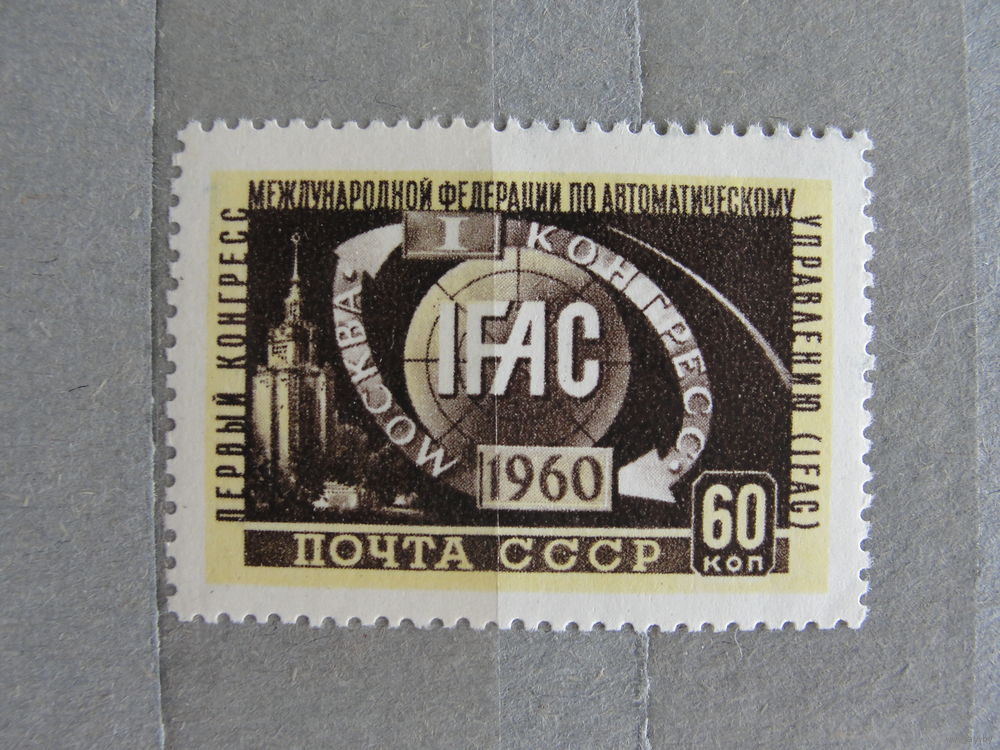 ПЕРВЫЙ КОНГРЕСС
МЕЖДУНАРОДНОЙ ФЕДЕРАЦИИ ПО АВТОМАТИЧЕСКОМУ
УПРАВЛЕНИЮ (IFAC)
МОСКВА·
I
КОНГРЕСС·
IFAC
1960
60
КОП
ПОЧТА СССР